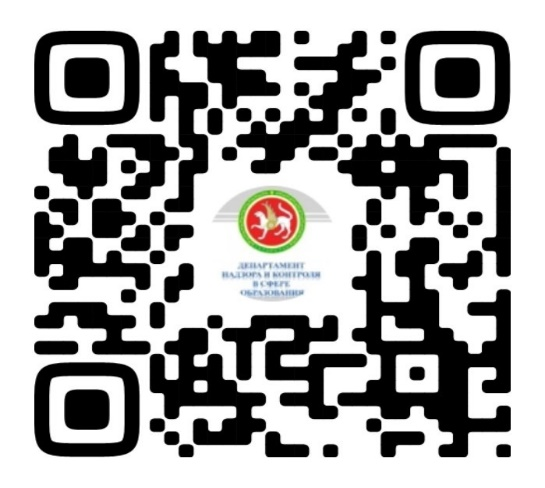 ДЕПАРТАМЕНТ
НАДЗОРА И КОНТРОЛЯ
В СФЕРЕ
ОБРАЗОВАНИЯ